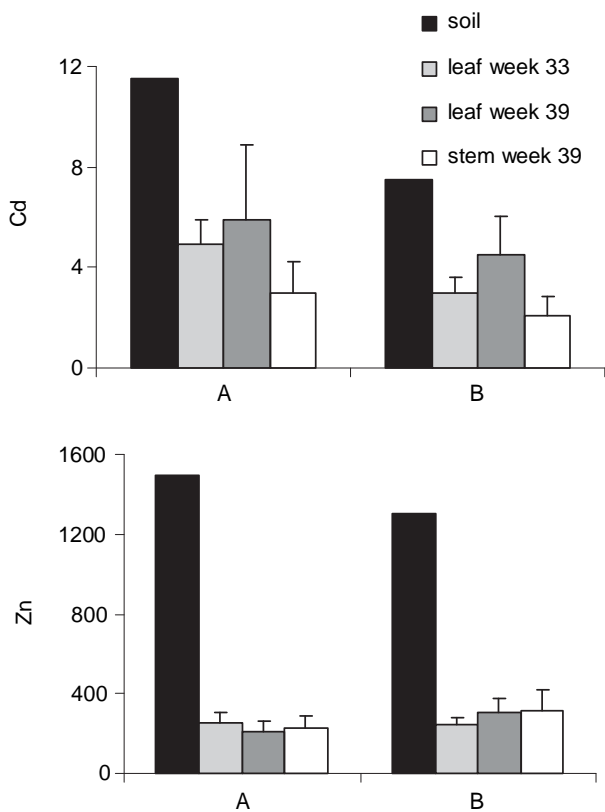 soil
leaf week 33
leaf week 39
stem week 39
Cd
12
8
4
0
A B
Zn
1600
1200
800
400
0
A B